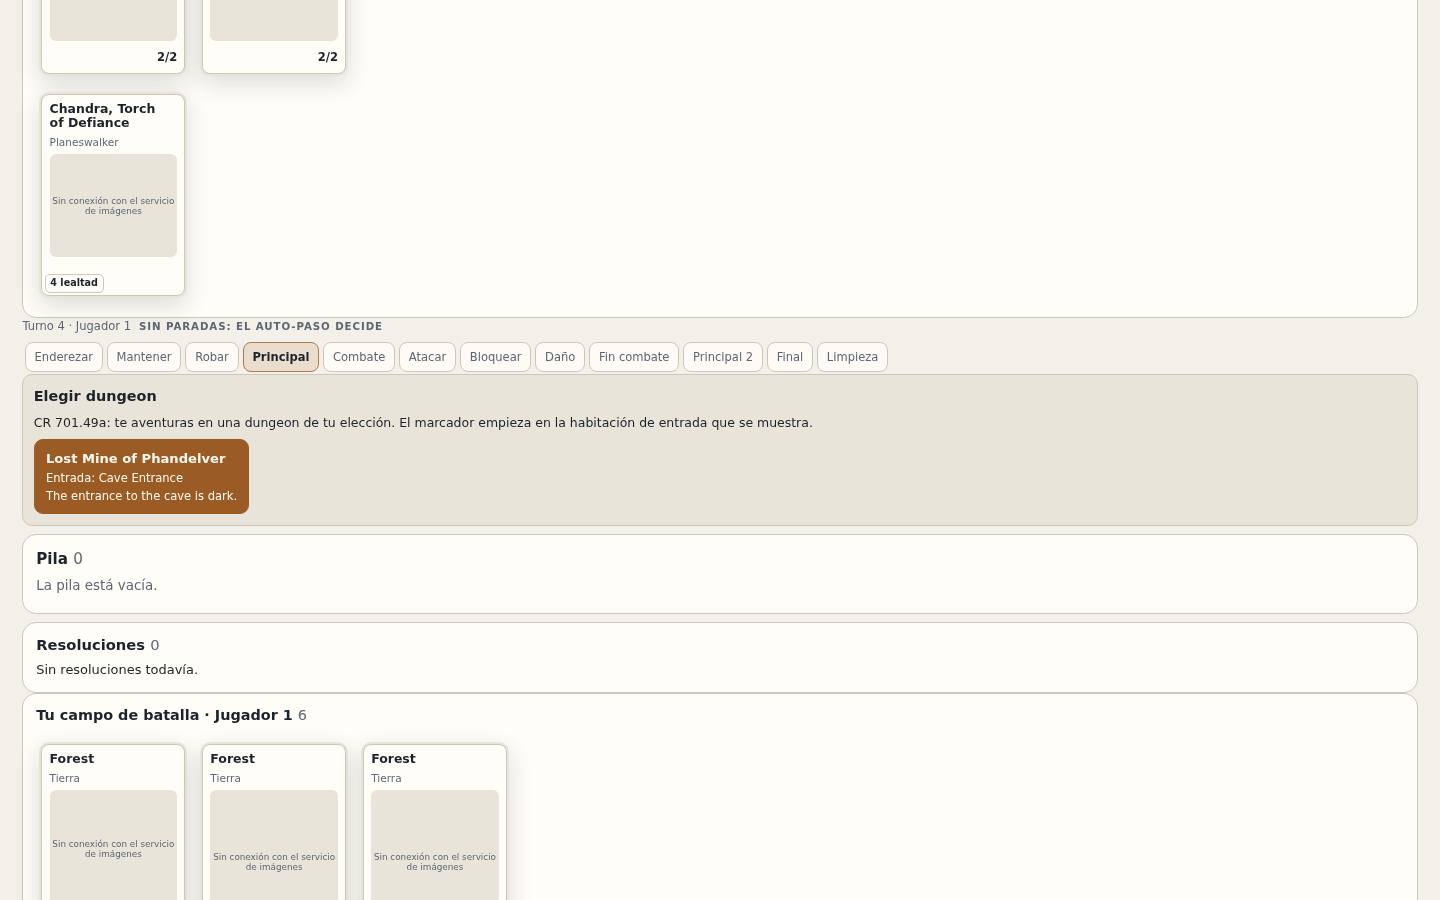 2/2
2/2
Chandra, Torch
of Defiance
Planeswalker
Sin conexión con el servicio
de imágenes
4 lealtad
Turno 4 · Jugador 1 SIN PARADAS: EL AUTO-PASO DECIDE
Enderezar Mantener Robar Principal Combate Atacar Bloquear Daño Fin combate Principal 2 Final Limpieza
Elegir dungeon
CR 701.49a: te aventuras en una dungeon de tu elección. El marcador empieza en la habitación de entrada que se muestra.
Lost Mine of Phandelver
Entrada: Cave Entrance
The entrance to the cave is dark.
Pila 0
La pila está vacía.
Resoluciones 0
Sin resoluciones todavía.
Tu campo de batalla · Jugador 1 6
Forest
Tierra
Sin conexión con el servicio
de imágenes
Forest
Tierra
Sin conexión con el servicio
de imágenes
Forest
Tierra
Sin conexión con el servicio
de imágenes